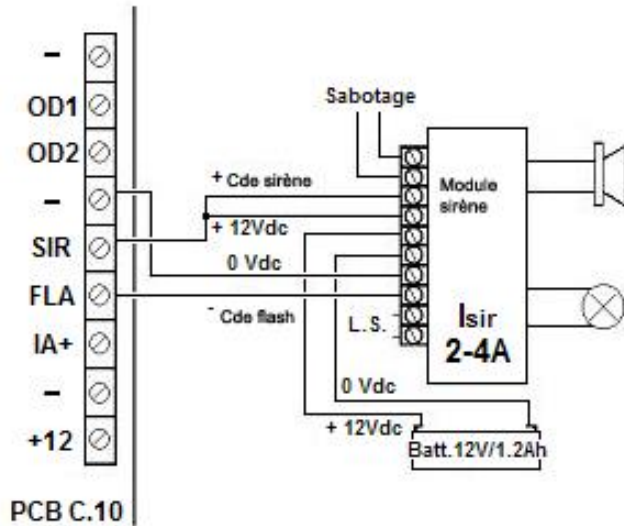 –
OD1
OD2
–
SIR
FLA
IA+
–
+12
PCB C.10
Sabotage
+ Cde sirène
+ 12Vdc
0 Vdc
- Cde flash
L.S.
Module
sirène
Isir
2-4A
0 Vdc
+ 12Vdc
Batt.12V/1.2Ah